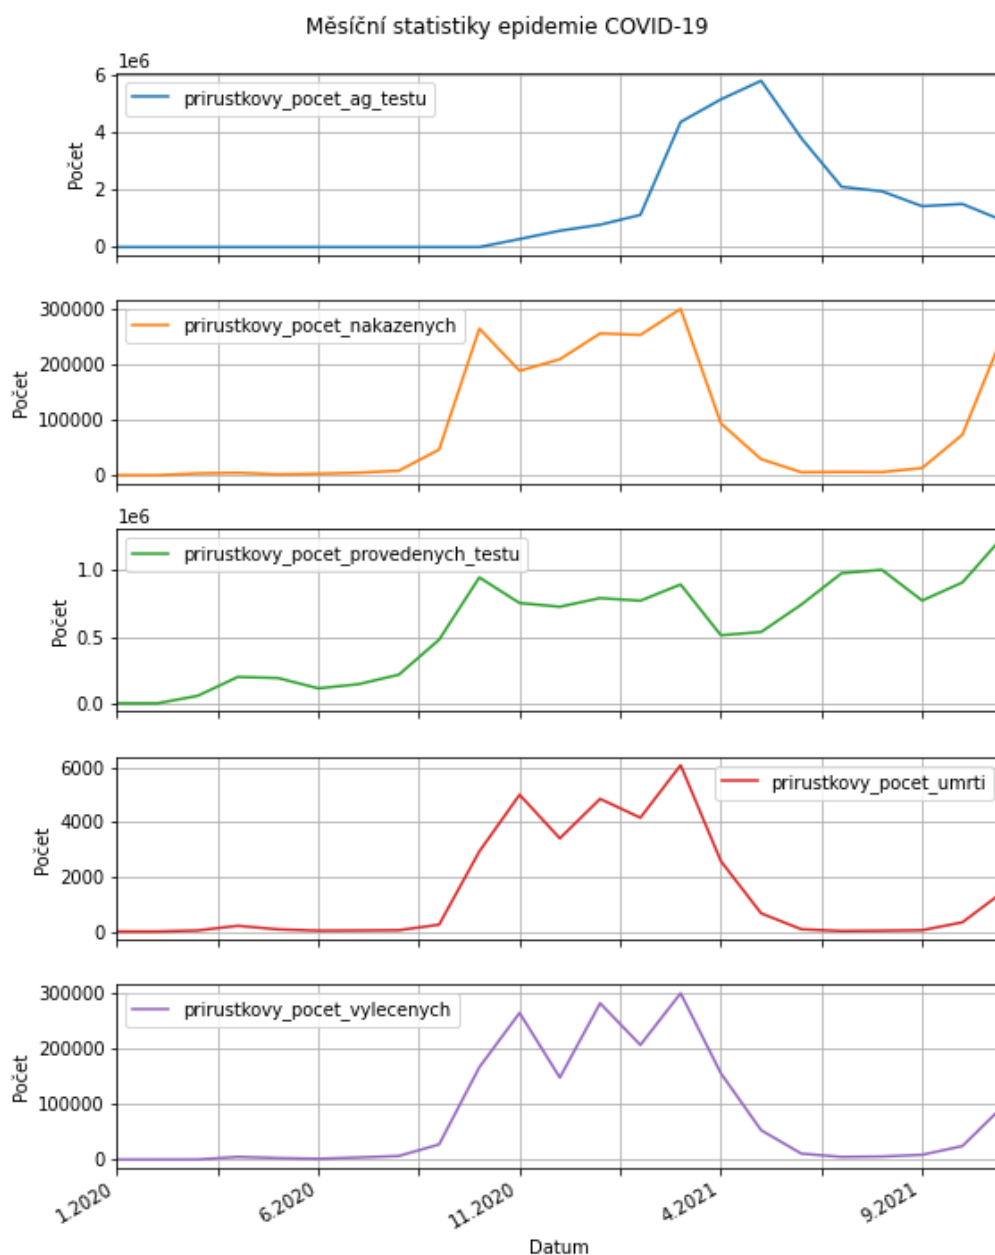 Měsíční statistiky epidemie COVID-19
1e6
6
4
2
0
Počet
prirustkovy_pocet_ag_testu
300000
200000
100000
0
Počet
prirustkovy_pocet_nakazenych
1e6
1.0
0.5
0.0
Počet
prirustkovy_pocet_provedenych_testu
6000
4000
2000
0
Počet
prirustkovy_pocet_umrti
300000
200000
100000
0
Počet
prirustkovy_pocet_vylecenych
1.2020
6.2020
11.2020
4.2021
9.2021
Datum